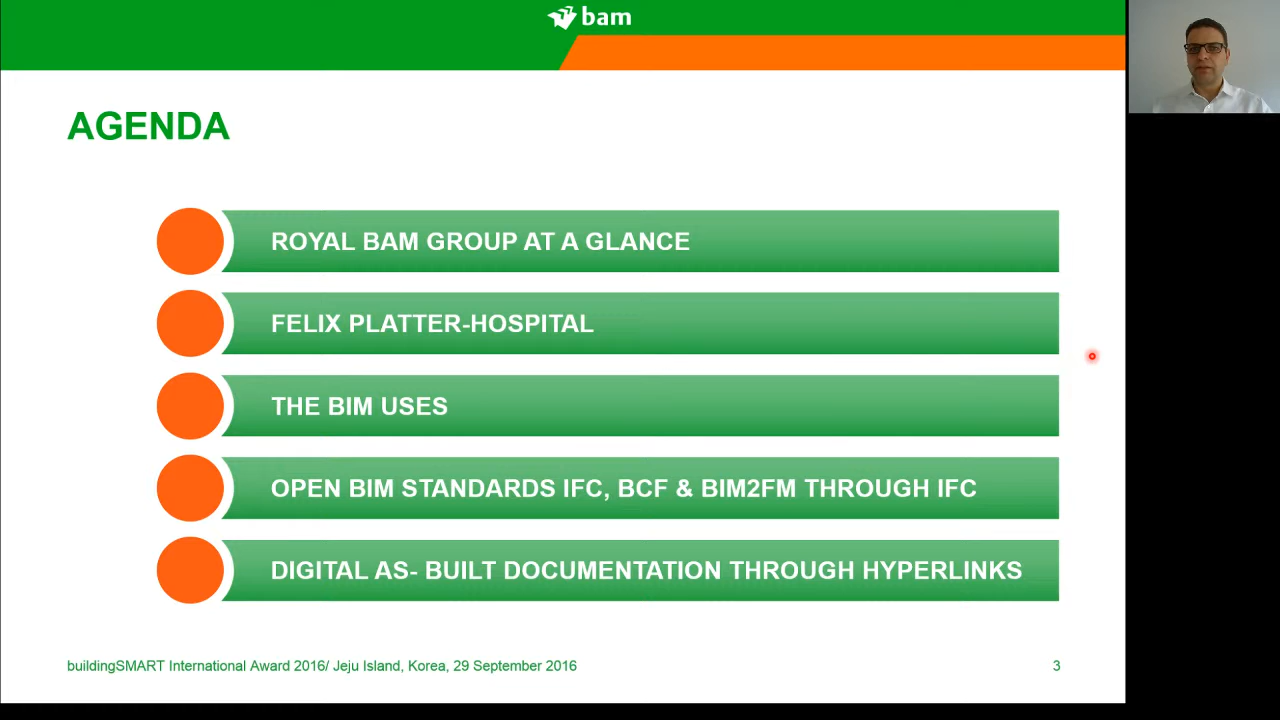 bam
AGENDA
ROYAL BAM GROUP AT A GLANCE
FELIX PLATTER-HOSPITAL
THE BIM USES
OPEN BIM STANDARDS IFC, BCF & BIM2FM THROUGH IFC
DIGITAL AS- BUILT DOCUMENTATION THROUGH HYPERLINKS
buildingSMART International Award 2016/ Jeju Island, Korea, 29 September 2016
3